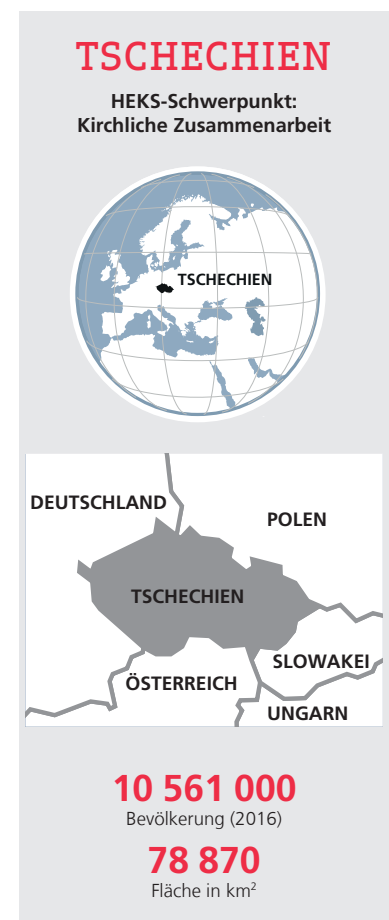 TSCHECHIEN
HEKS-Schwerpunkt:
Kirchliche Zusammenarbeit
TSCHECHIEN
DEUTSCHLAND
POLEN
TSCHECHIEN
SLOWAKEI
ÖSTERREICH
UNGARN
10 561 000
Bevölkerung (2016)
78 870
Fläche in km²